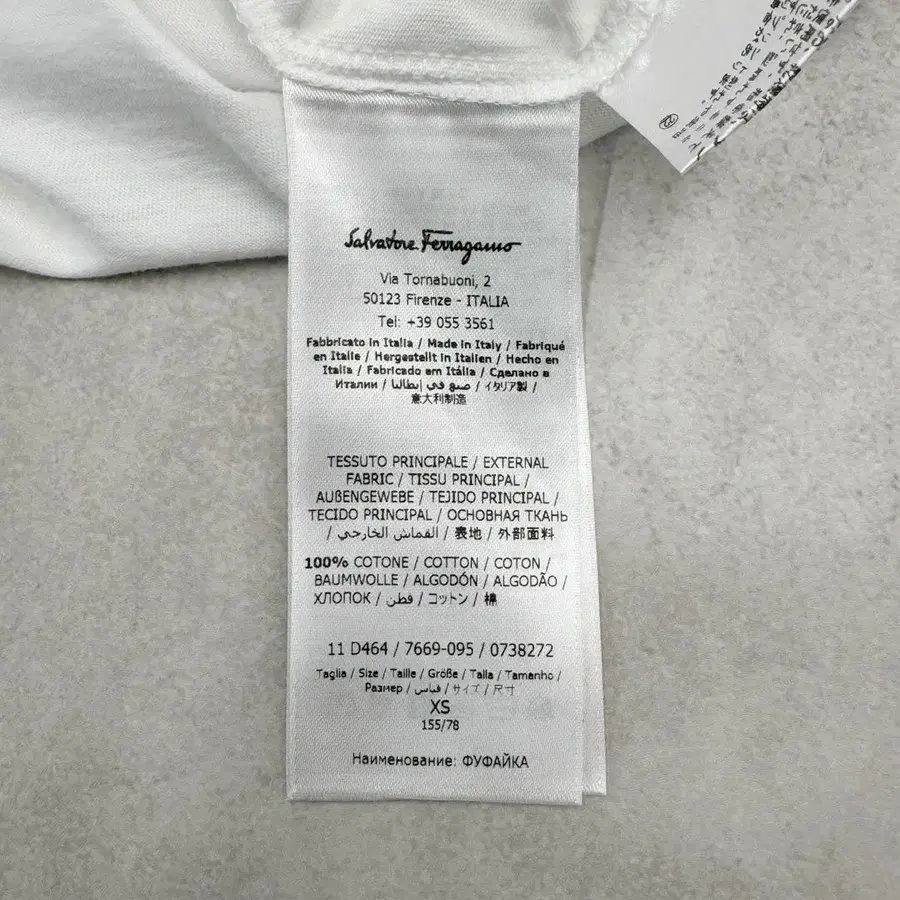 Salvatore Ferragamo
Via Tornabuoni, 2
50123 Firenze - ITALIA
Tel: +39 055 3561
Fabbricato in Italia / Made in Italy / Fabriqué
en Italie / Hergestellt in Italien / Hecho en
Italia / Fabricado em Itália / Сделано в
Италии / صنع في إيطاليا / イタリア製 /
意大利制造
TESSUTO PRINCIPALE / EXTERNAL
FABRIC / TISSU PRINCIPAL /
AUßENGEWEBE / TEJIDO PRINCIPAL /
TECIDO PRINCIPAL / ОСНОВНАЯ ТКАНЬ
/ القماش الخارجي / 表地 / 外部面料
100% COTONE / COTTON / COTON /
BAUMWOLLE / ALGODÓN / ALGODÃO /
ХЛОПОК / قطن / コットン / 棉
11 D464 / 7669-095 / 0738272
Taglia / Size / Taille / Größe / Talla / Tamanho /
Размер / قياس / サイズ / 尺寸
XS
155/78
Наименование: ФУФАЙКА